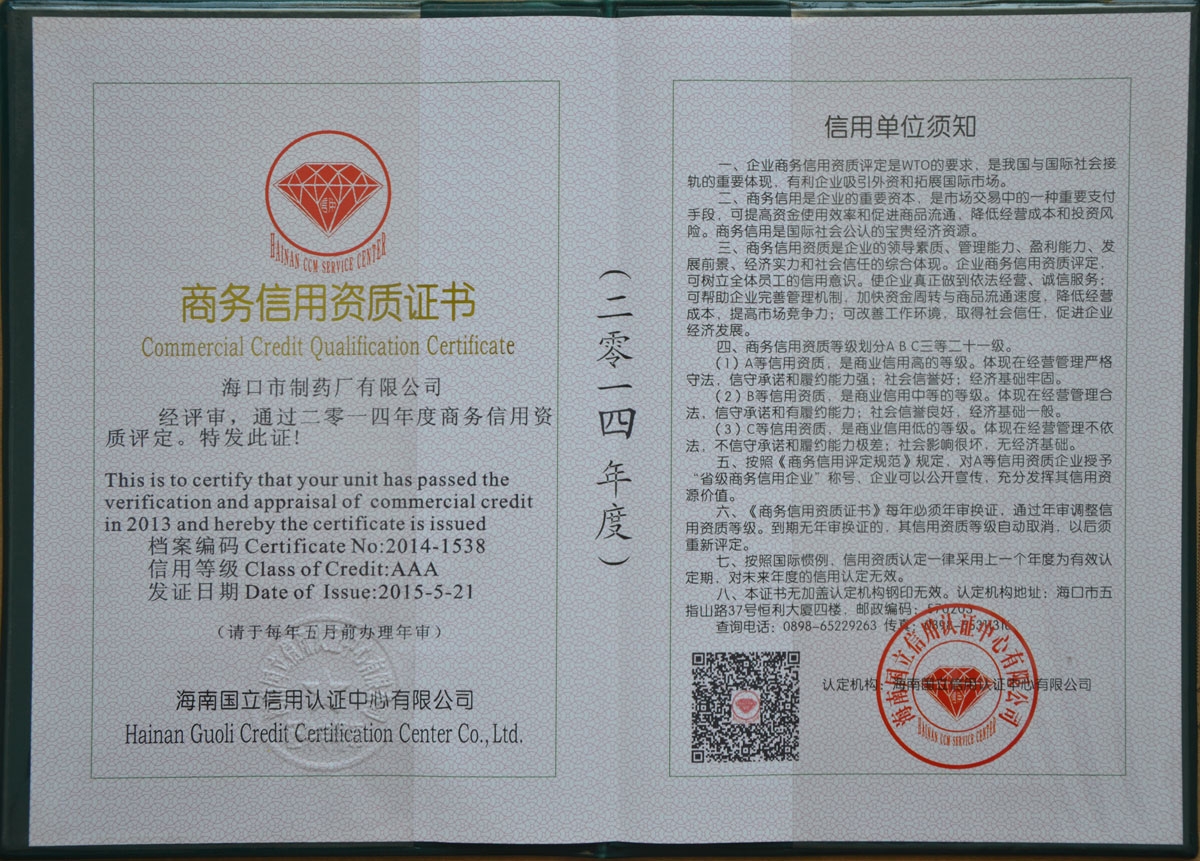 信用
HAINAN CCM SERVICE CENTER
商务信用资质证书
Commercial Credit Qualification Certificate
海口市制药厂有限公司
经评审，通过二零一四年度商务信用资
质评定。特发此证！
This is to certify that your unit has passed the
verification and appraisal of commercial credit
in 2013 and hereby the certificate is issued
档案编码 Certificate No:2014-1538
信用等级 Class of Credit:AAA
发证日期 Date of Issue:2015-5-21
（请于每年五月前办理年审）
海南国立信用认证中心有限公司
Hainan Guoli Credit Certification Center Co.,Ltd.
（二零一四年度）
信用单位须知
一、企业商务信用资质评定是WTO的要求，是我国与国际社会接
轨的重要体现，有利企业吸引外资和拓展国际市场。
二、商务信用是企业的重要资本，是市场交易中的一种重要支付
手段，可提高资金使用效率和促进商品流通，降低经营成本和投资风
险。商务信用是国际社会公认的宝贵经济资源。
三、商务信用资质是企业的领导素质、管理能力、盈利能力、发
展前景、经济实力和社会信任的综合体现。企业商务信用资质评定，
可树立全体员工的信用意识。使企业真正做到依法经营、诚信服务；
可帮助企业完善管理机制，加快资金周转与商品流通速度，降低经营
成本，提高市场竞争力；可改善工作环境，取得社会信任，促进企业
经济发展。
四、商务信用资质等级划分A B C三等二十一级。
（1）A等信用资质，是商业信用高的等级。体现在经营管理严格
守法，信守承诺和履约能力强；社会信誉好；经济基础牢固。
（2）B等信用资质，是商业信用中等的等级。体现在经营管理合
法，信守承诺和有履约能力；社会信誉良好，经济基础一般。
（3）C等信用资质，是商业信用低的等级。体现在经营管理不依
法，不信守承诺和履约能力极差；社会影响很坏，无经济基础。
五、按照《商务信用评定规范》规定，对A等信用资质企业授予
“省级商务信用企业”称号，企业可以公开宣传，充分发挥其信用资
源价值。
六、《商务信用资质证书》每年必须年审换证，通过年审调整信
用资质等级。到期无年审换证的，其信用资质等级自动取消，以后须
重新评定。
七、按照国际惯例，信用资质认定一律采用上一个年度为有效认
定期，对未来年度的信用认定无效。
八、本证书无加盖认定机构钢印无效。认定机构地址：海口市五
指山路37号恒利大厦四楼，邮政编码：570203
查询电话：0898-65229263 传真：
认定机构：海南国立信用认证中心有限公司
海南国立信用认证中心有限公司
HAINAN CCM SERVICE CENTER